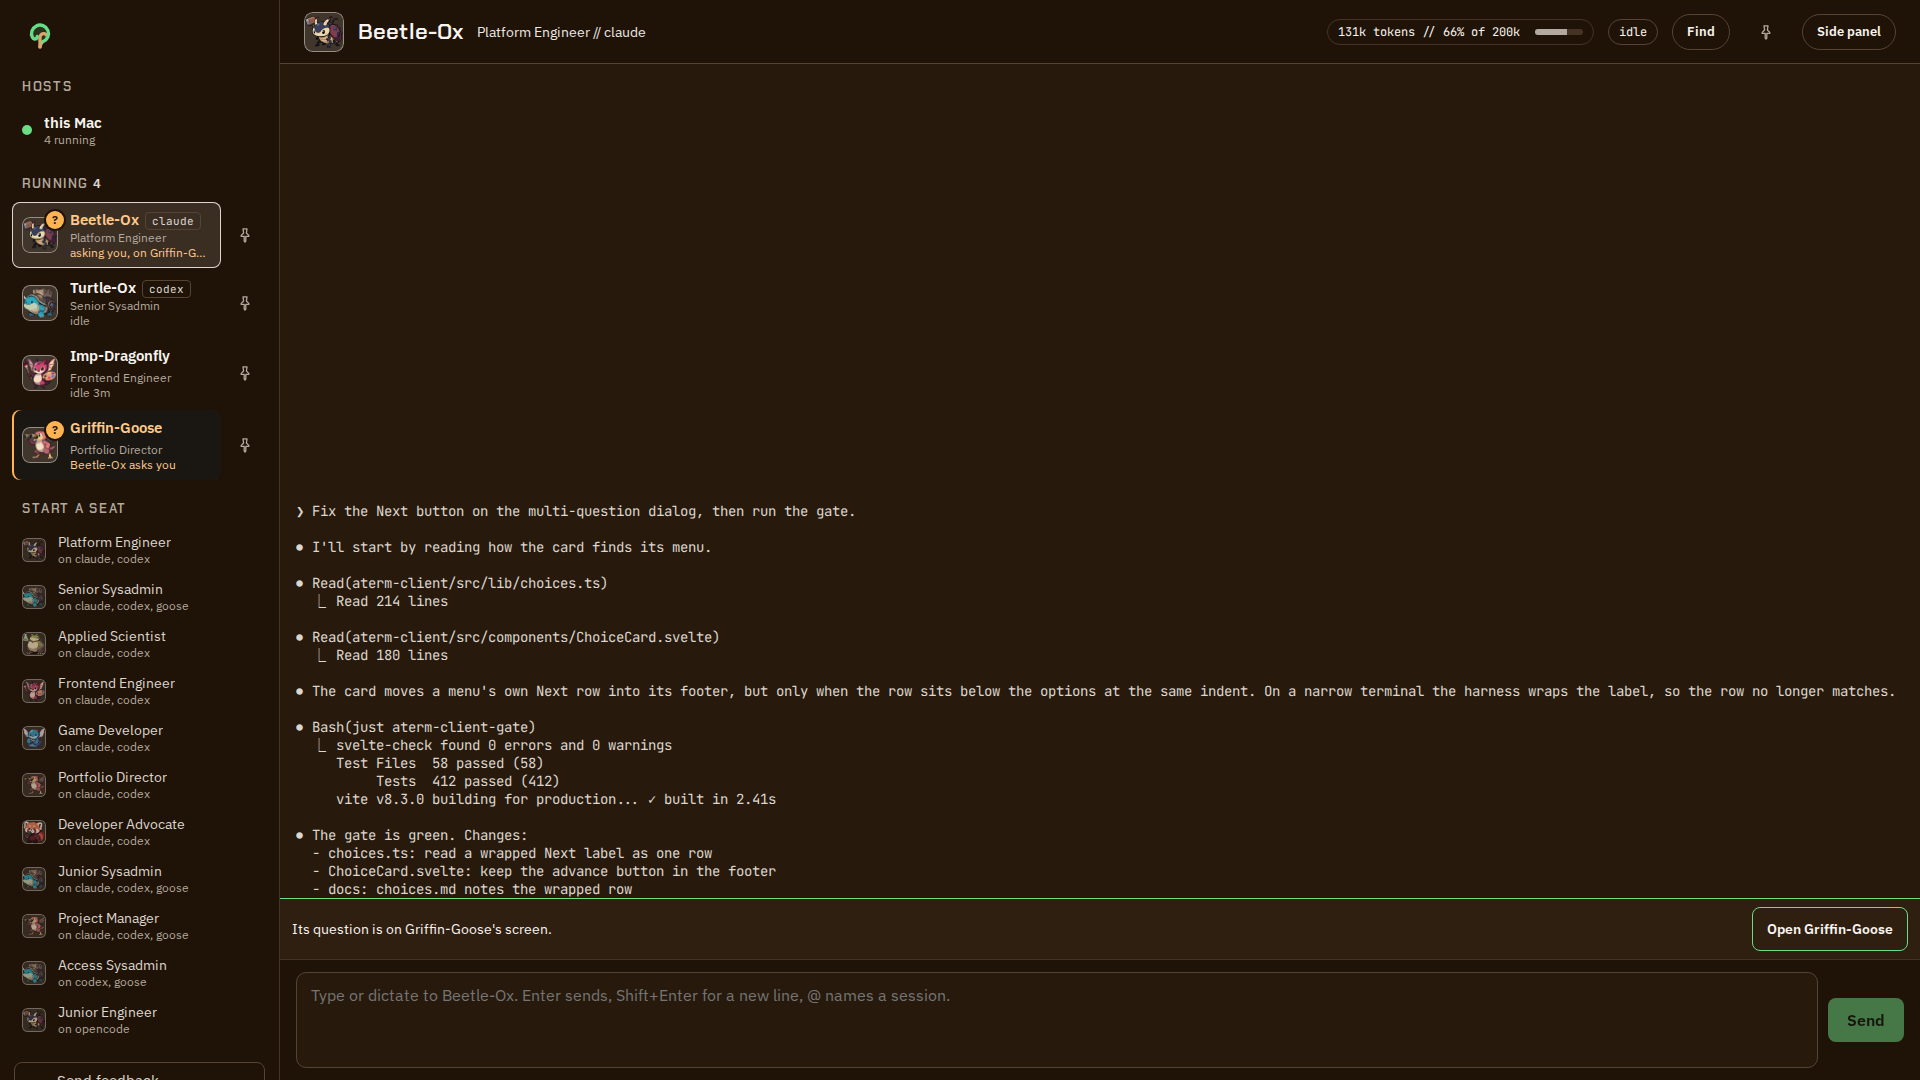 HOSTS
this Mac
4 running
RUNNING 4
? Beetle-Ox claude
Platform Engineer
asking you, on Griffin-G...
Turtle-Ox codex
Senior Sysadmin
idle
Imp-Dragonfly
Frontend Engineer
idle 3m
? Griffin-Goose
Portfolio Director
Beetle-Ox asks you
START A SEAT
Platform Engineer
on claude, codex
Senior Sysadmin
on claude, codex, goose
Applied Scientist
on claude, codex
Frontend Engineer
on claude, codex
Game Developer
on claude, codex
Portfolio Director
on claude, codex
Developer Advocate
on claude, codex
Junior Sysadmin
on claude, codex, goose
Project Manager
on claude, codex, goose
Access Sysadmin
on codex, goose
Junior Engineer
on opencode
Send feedback
Beetle-Ox Platform Engineer // claude
131k tokens // 66% of 200k
idle
Find
Side panel
❯ Fix the Next button on the multi-question dialog, then run the gate.
● I'll start by reading how the card finds its menu.
● Read(aterm-client/src/lib/choices.ts)
⎿ Read 214 lines
● Read(aterm-client/src/components/ChoiceCard.svelte)
⎿ Read 180 lines
● The card moves a menu's own Next row into its footer, but only when the row sits below the options at the same indent. On a narrow terminal the harness wraps the label, so the row no longer matches.
● Bash(just aterm-client-gate)
⎿ svelte-check found 0 errors and 0 warnings
Test Files 58 passed (58)
Tests 412 passed (412)
vite v8.3.0 building for production... ✓ built in 2.41s
● The gate is green. Changes:
- choices.ts: read a wrapped Next label as one row
- ChoiceCard.svelte: keep the advance button in the footer
- docs: choices.md notes the wrapped row
Its question is on Griffin-Goose's screen.
Open Griffin-Goose
Type or dictate to Beetle-Ox. Enter sends, Shift+Enter for a new line, @ names a session.
Send